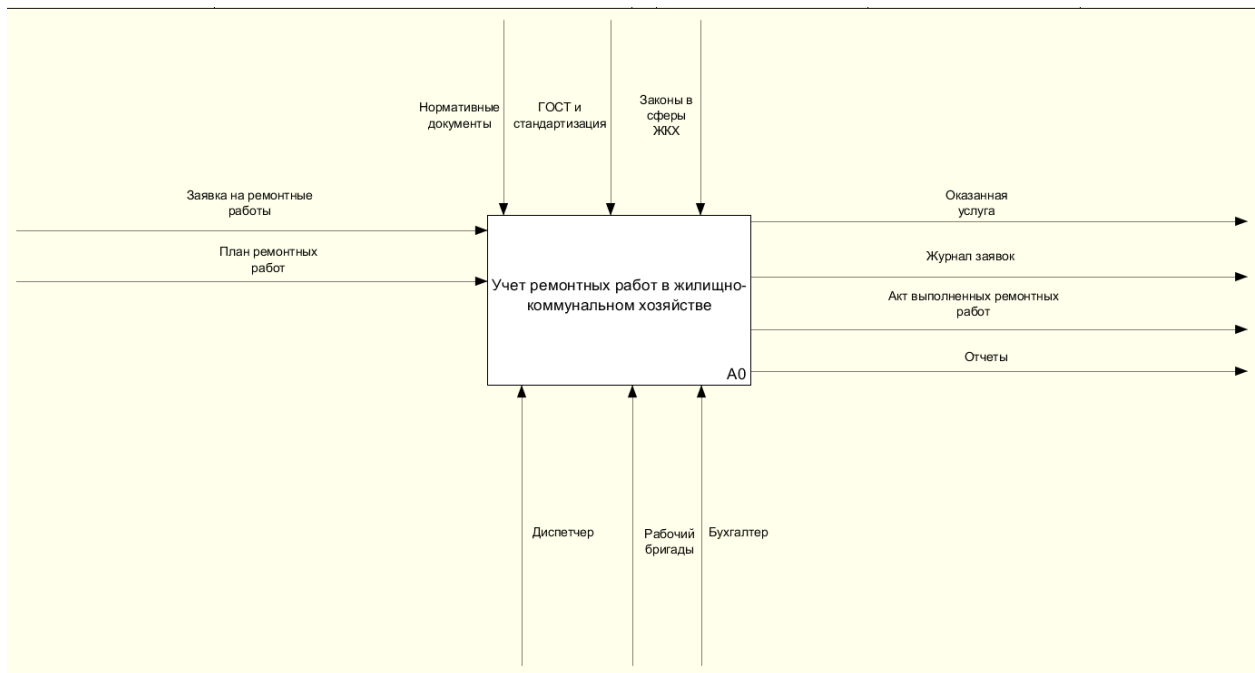 Нормативные
документы
ГОСТ и
стандартизация
Законы в
сферы
ЖКХ
Заявка на ремонтные
работы
План ремонтных
работ
Учет ремонтных работ в жилищно-
коммунальном хозяйстве
A0
Оказанная
услуга
Журнал заявок
Акт выполненных ремонтных
работ
Отчеты
Диспетчер
Рабочий
бригады
Бухгалтер